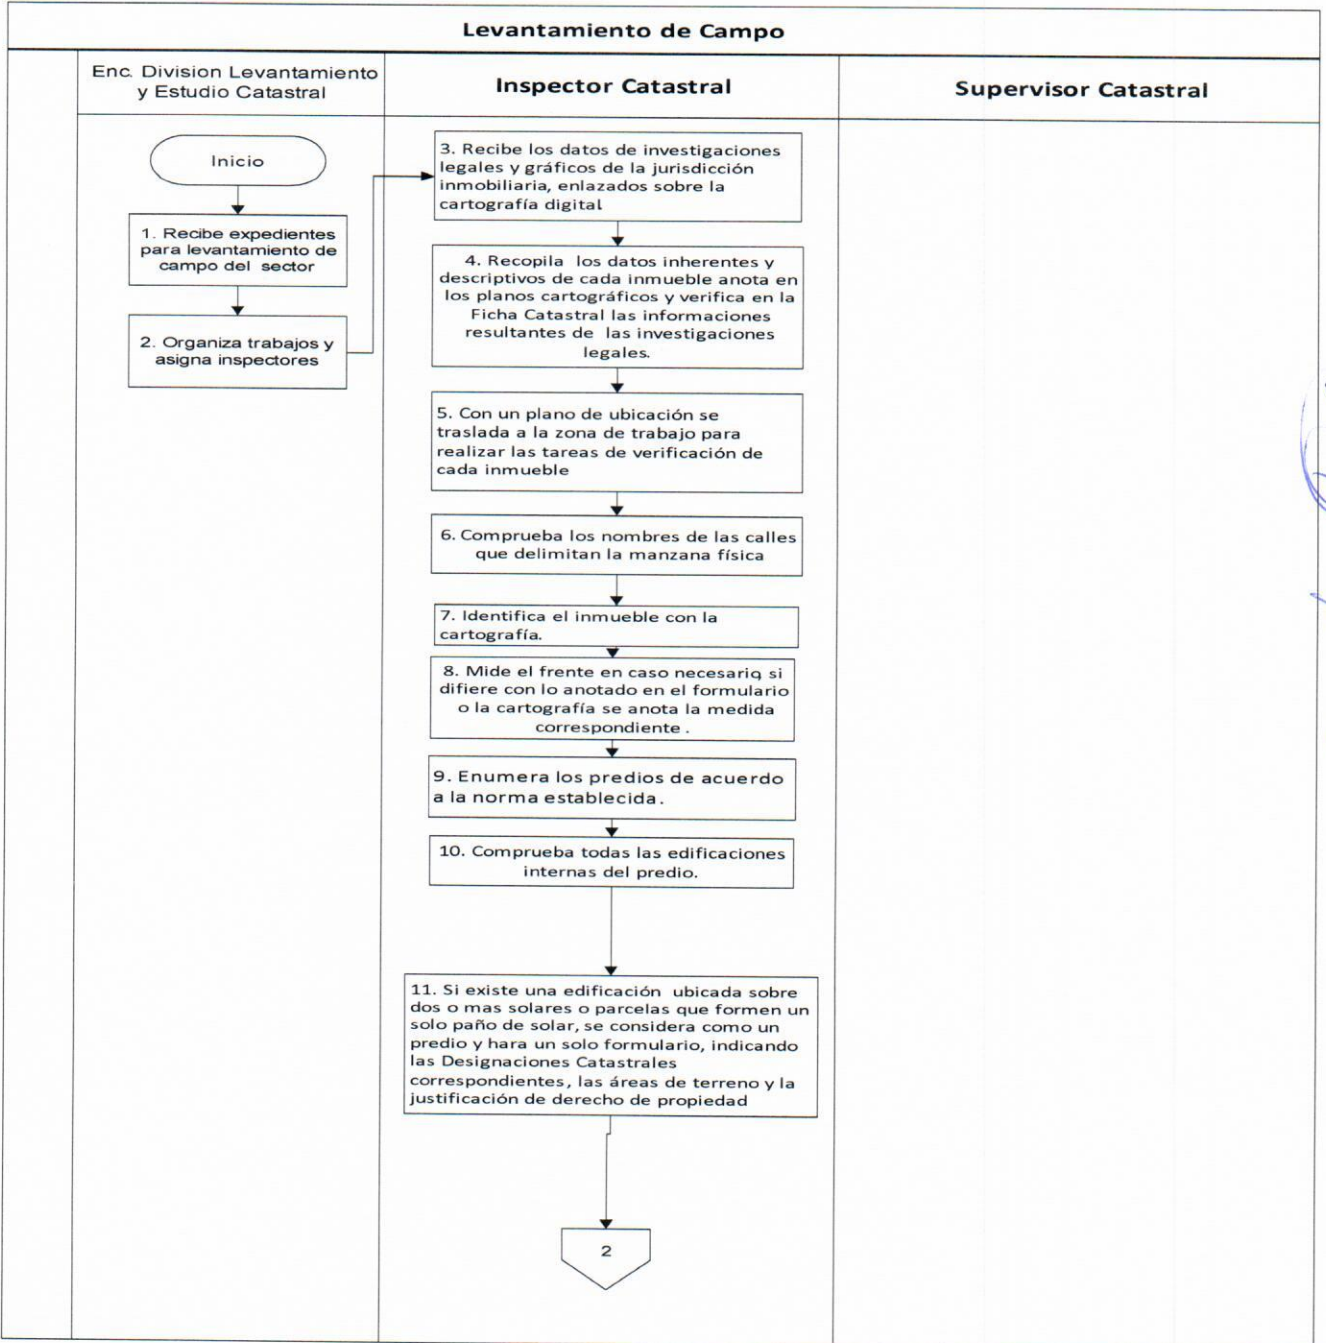 Levantamiento de Campo
Enc. Division Levantamiento
y Estudio Catastral
Inspector Catastral
Supervisor Catastral
Inicio
1. Recibe expedientes
para levantamiento de
campo del sector
2. Organiza trabajos y
asigna inspectores
3. Recibe los datos de investigaciones
legales y gráficos de la jurisdicción
inmobiliaria, enlazados sobre la
cartografía digital
4. Recopila los datos inherentes y
descriptivos de cada inmueble anota en
los planos cartográficos y verifica en la
Ficha Catastral las informaciones
resultantes de las investigaciones
legales.
5. Con un plano de ubicación se
traslada a la zona de trabajo para
realizar las tareas de verificación de
cada inmueble
6. Comprueba los nombres de las calles
que delimitan la manzana física
7. Identifica el inmueble con la
cartografía.
8. Mide el frente en caso necesario, si
difiere con lo anotado en el formulario
o la cartografía se anota la medida
correspondiente .
9. Enumera los predios de acuerdo
a la norma establecida.
10. Comprueba todas las edificaciones
internas del predio.
11. Si existe una edificación ubicada sobre
dos o mas solares o parcelas que formen un
solo paño de solar, se considera como un
predio y hara un solo formulario, indicando
las Designaciones Catastrales
correspondientes, las áreas de terreno y la
justificación de derecho de propiedad
2